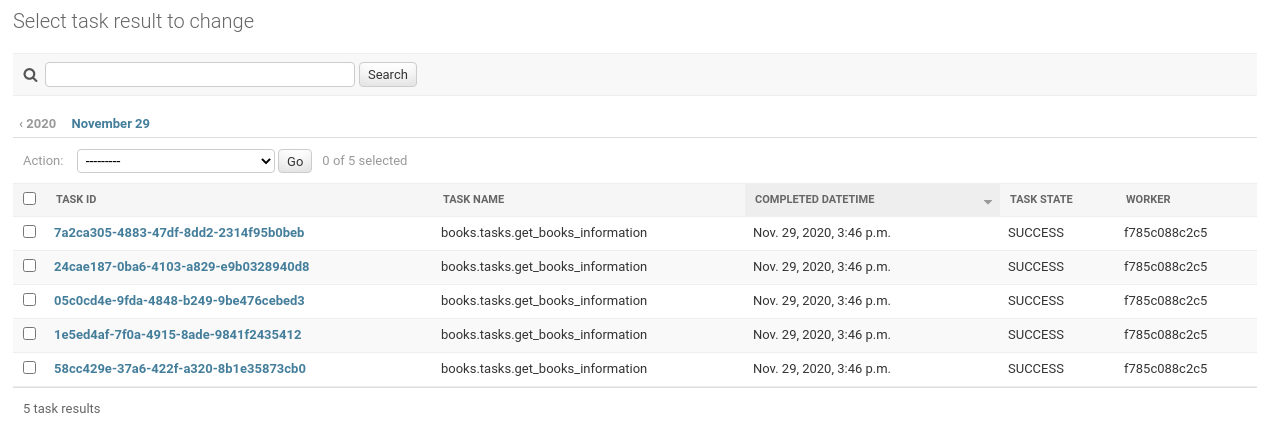 Select task result to change
Search
‹ 2020 November 29
Action: --------- Go 0 of 5 selected
TASK ID TASK NAME COMPLETED DATETIME TASK STATE WORKER
7a2ca305-4883-47df-8dd2-2314f95b0beb books.tasks.get_books_information Nov. 29, 2020, 3:46 p.m. SUCCESS f785c088c2c5
24cae187-0ba6-4103-a829-e9b0328940d8 books.tasks.get_books_information Nov. 29, 2020, 3:46 p.m. SUCCESS f785c088c2c5
05c0cd4e-9fda-4848-b249-9be476cebed3 books.tasks.get_books_information Nov. 29, 2020, 3:46 p.m. SUCCESS f785c088c2c5
1e5ed4af-7f0a-4915-8ade-9841f2435412 books.tasks.get_books_information Nov. 29, 2020, 3:46 p.m. SUCCESS f785c088c2c5
58cc429e-37a6-422f-a320-8b1e35873cb0 books.tasks.get_books_information Nov. 29, 2020, 3:46 p.m. SUCCESS f785c088c2c5
5 task results